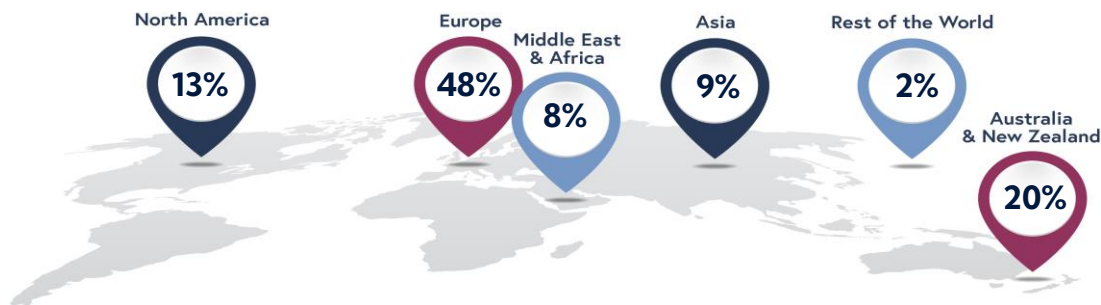 North America
13%
Europe
48%
Middle East
& Africa
8%
Asia
9%
Rest of the World
2%
Australia
& New Zealand
20%